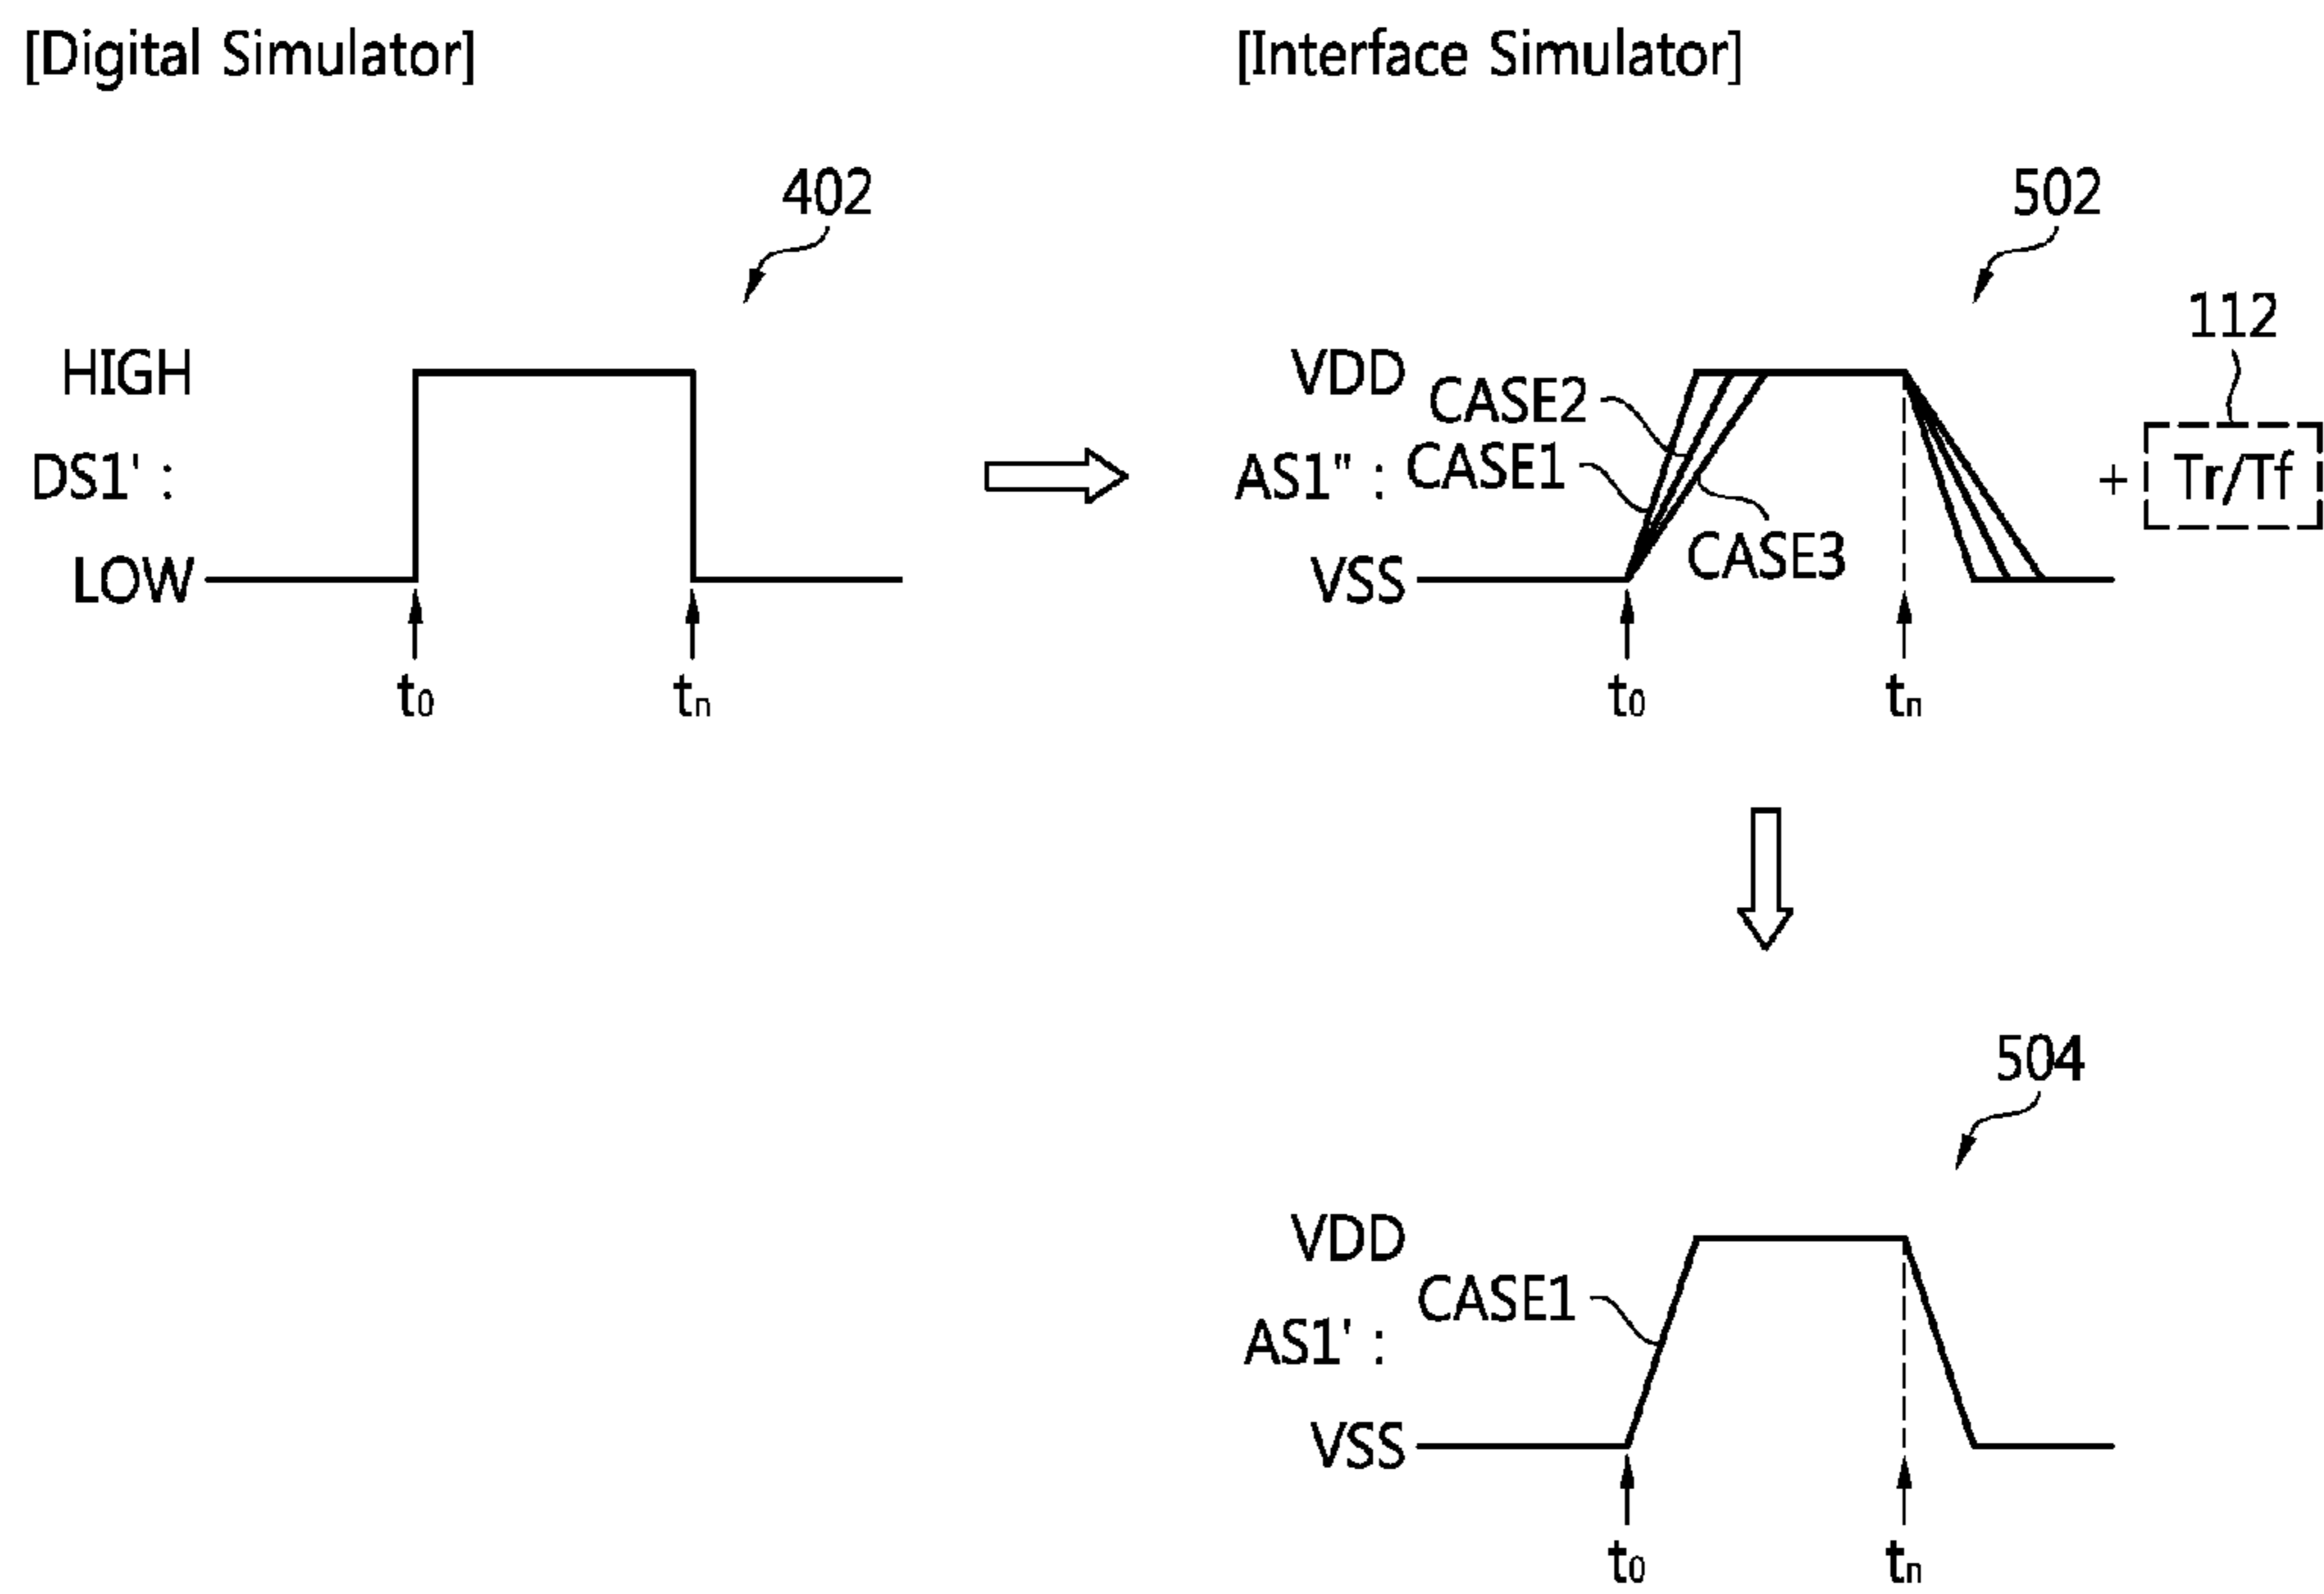 [Digital Simulator]
[Interface Simulator]
402
502
112
HIGH
DS1' :
LOW
t0
tn
VDD
CASE2
AS1" : CASE1
CASE3
VSS
+ Tr/Tf
t0
tn
504
VDD
CASE1
AS1' :
VSS
t0
tn